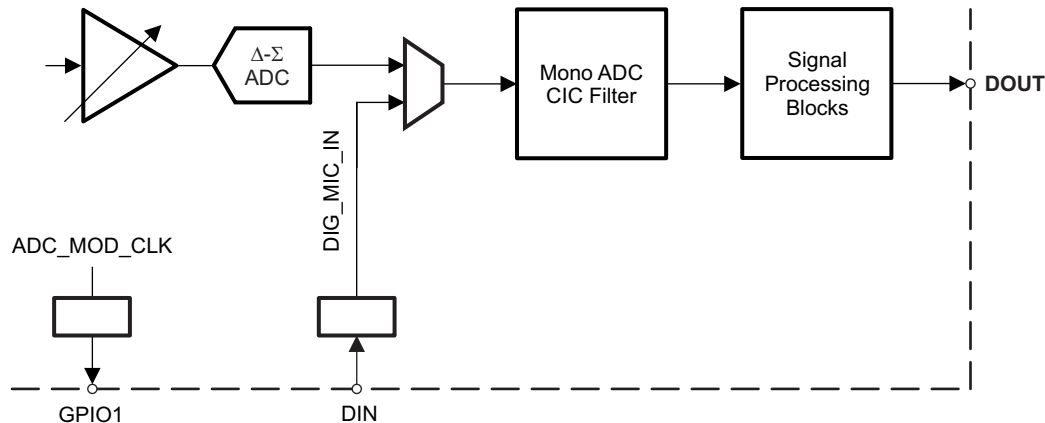 Δ-Σ
ADC
Mono ADC
CIC Filter
Signal
Processing
Blocks
DOUT
DIG_MIC_IN
ADC_MOD_CLK
GPIO1
DIN